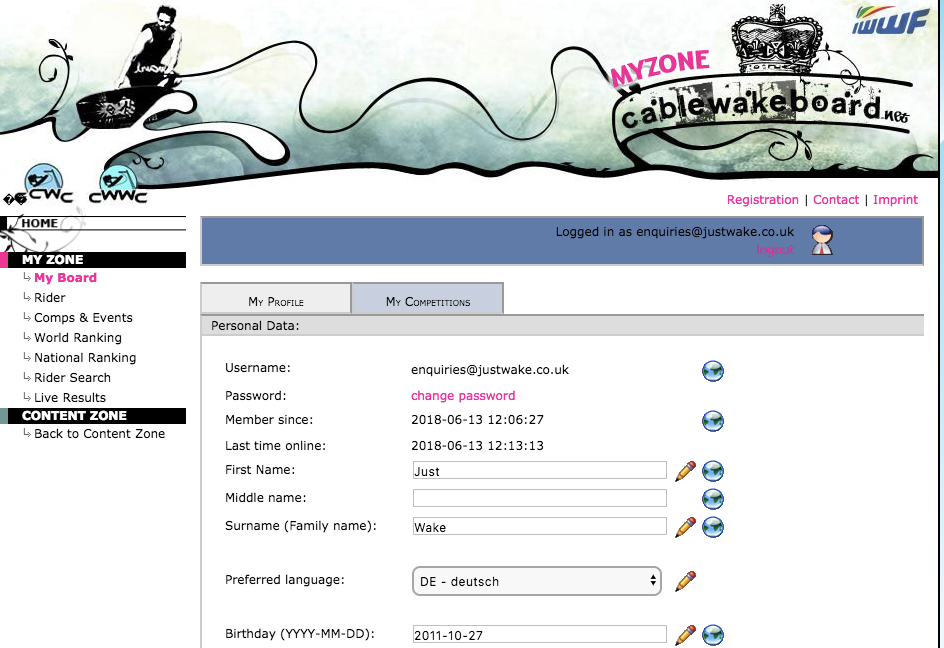 IWWF
MYZONE
cablewakeboard.net
CWC
CWWC
Registration | Contact | Imprint
HOME
Logged in as enquiries@justwake.co.uk
logout
MY ZONE
My Board
Rider
Comps & Events
World Ranking
National Ranking
Rider Search
Live Results
CONTENT ZONE
Back to Content Zone
My Profile
My Competitions
Personal Data:
Username: enquiries@justwake.co.uk
Password: change password
Member since: 2018-06-13 12:06:27
Last time online: 2018-06-13 12:13:13
First Name: Just
Middle name:
Surname (Family name): Wake
Preferred language: DE - deutsch
Birthday (YYYY-MM-DD): 2011-10-27